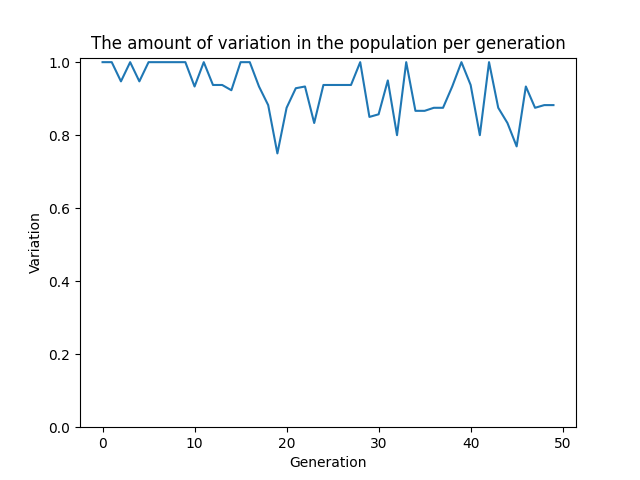 The amount of variation in the population per generation
1.0
0.8
0.6
0.4
0.2
0.0
Variation
0 10 20 30 40 50
Generation